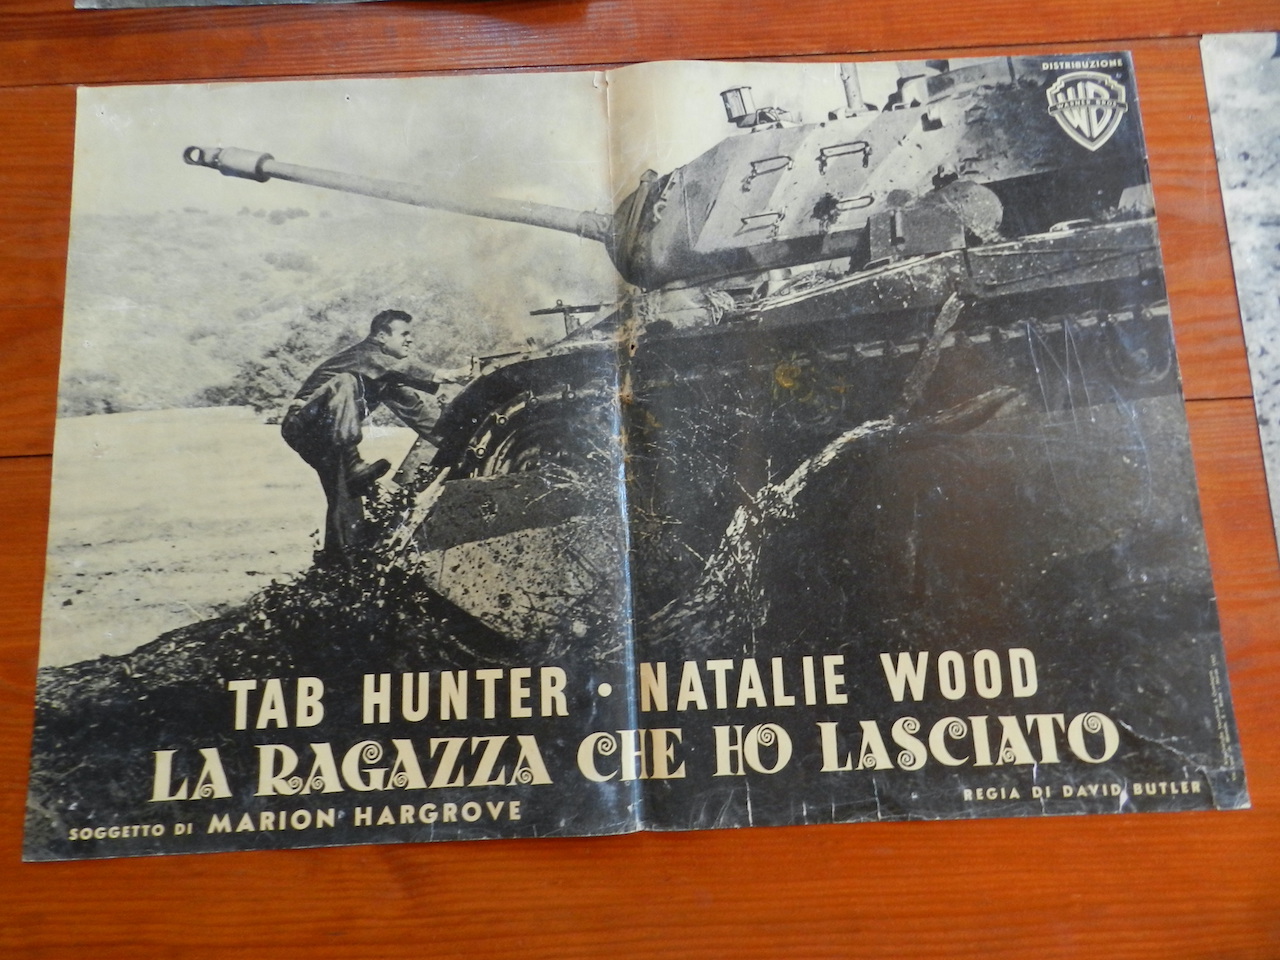 DISTRIBUZIONE
WARNER BROS.
WB
TAB HUNTER · NATALIE WOOD
LA RAGAZZA CHE HO LASCIATO
SOGGETTO DI MARION HARGROVE
REGIA DI DAVID BUTLER